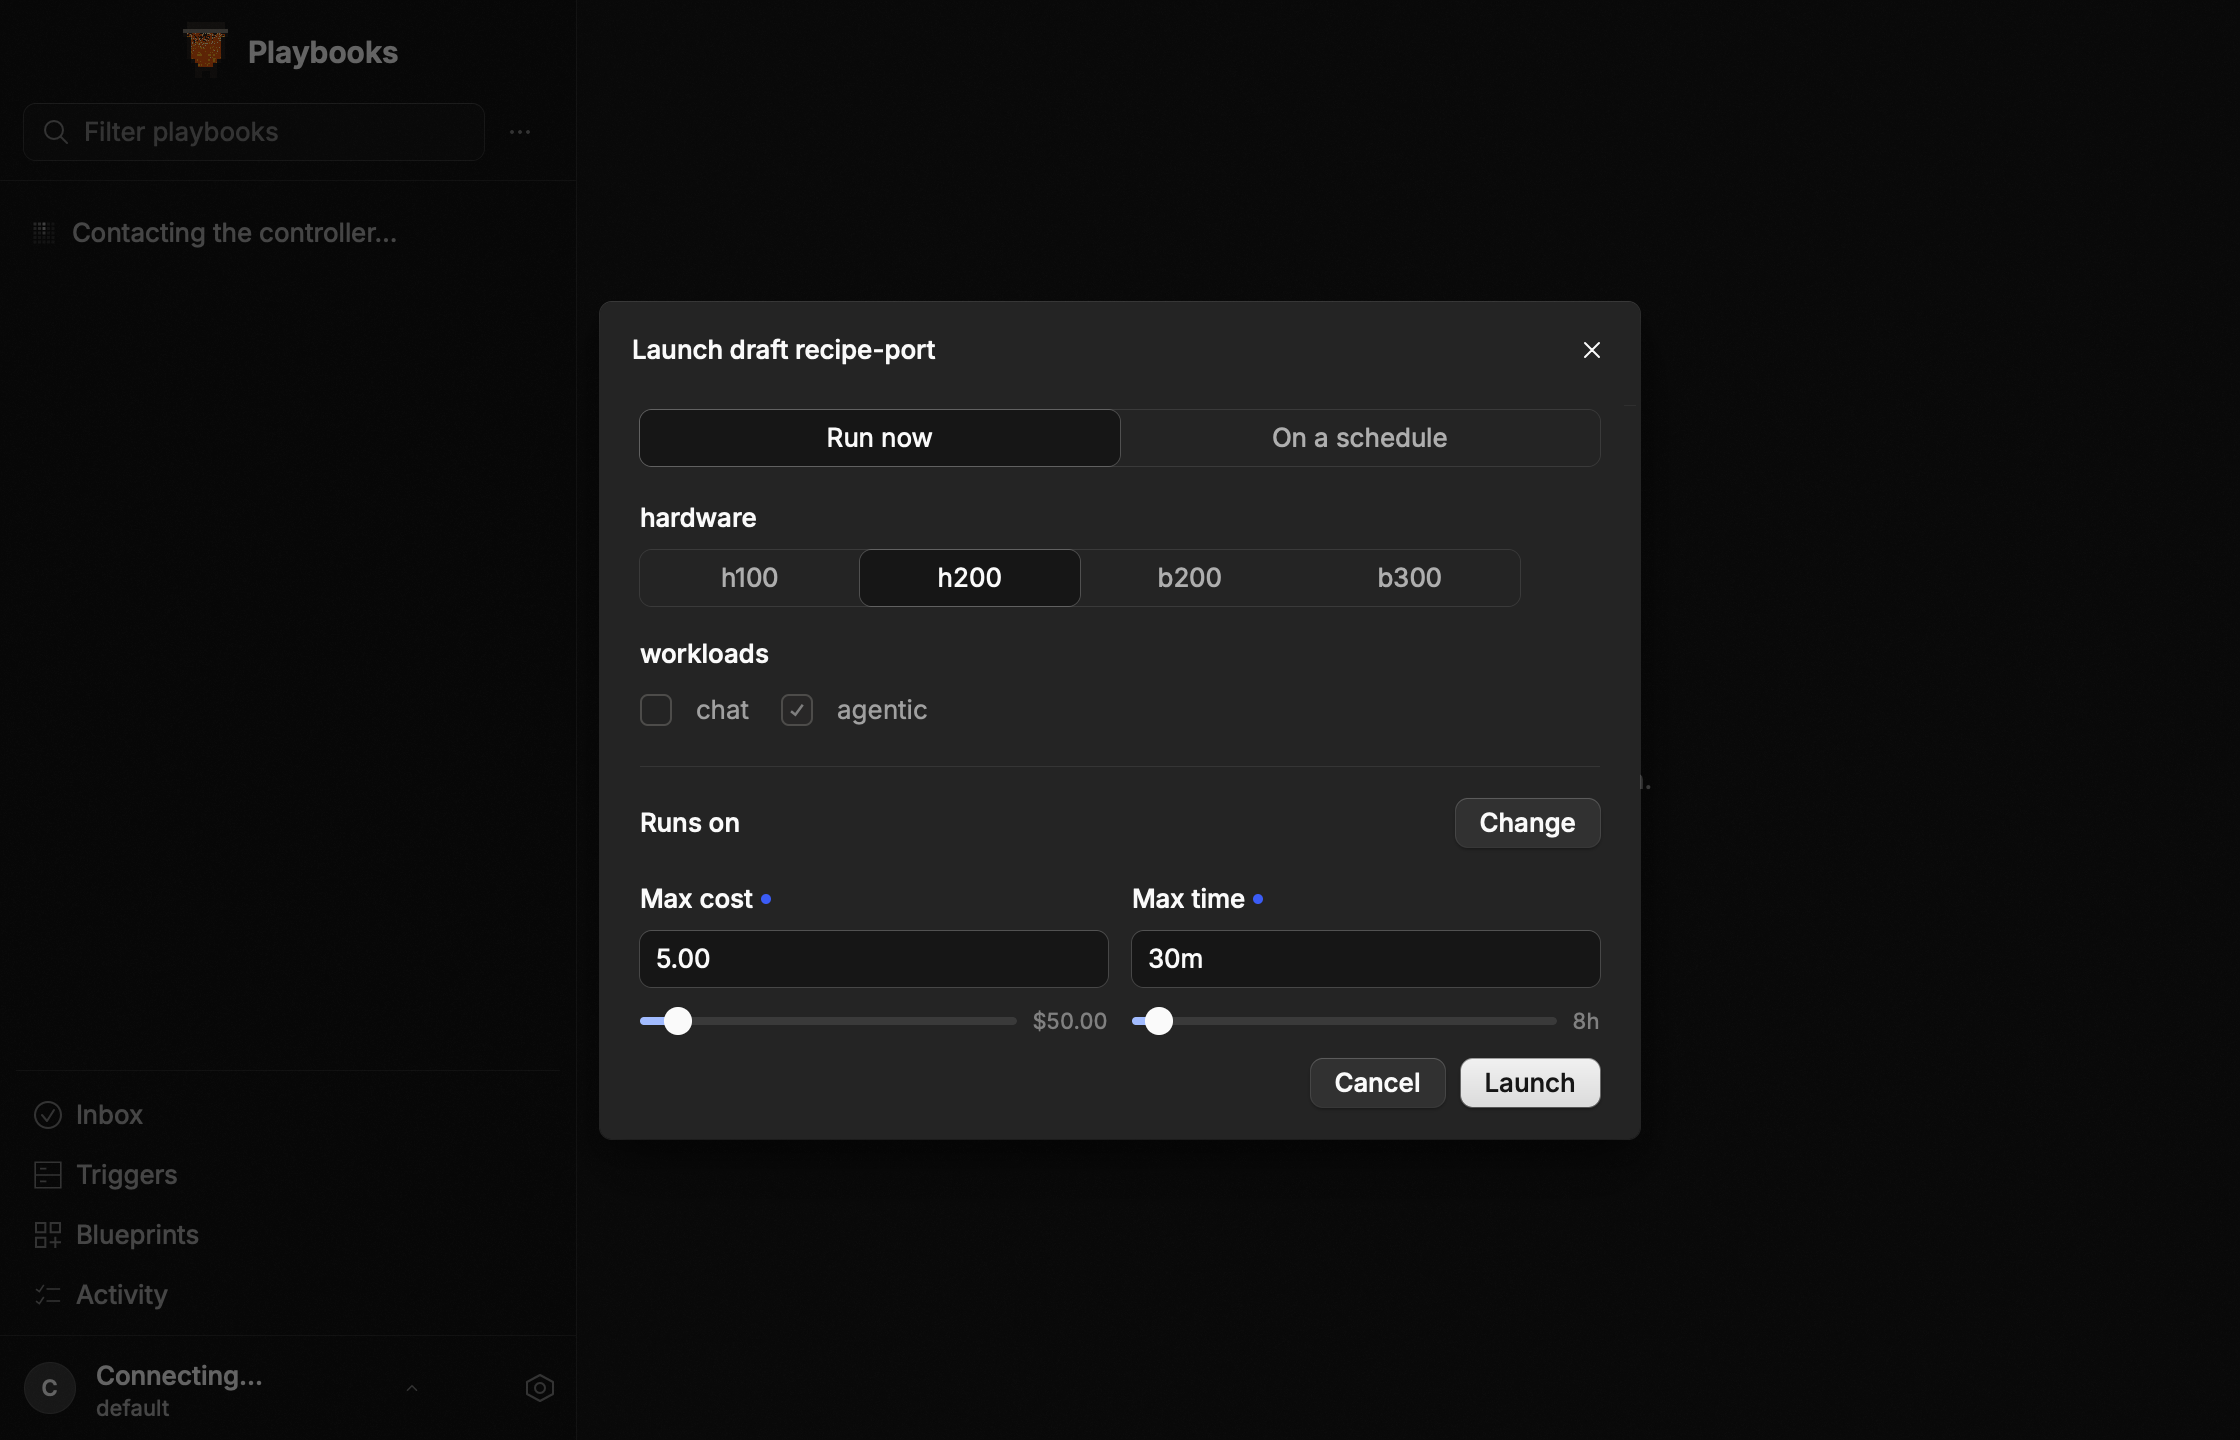 Playbooks
Filter playbooks
Contacting the controller...
Launch draft recipe-port
Run now
On a schedule
hardware
h100
h200
b200
b300
workloads
chat
agentic
Runs on
Change
Max cost
Max time
5.00
30m
$50.00
8h
Cancel
Launch
Inbox
Triggers
Blueprints
Activity
C
Connecting...
default